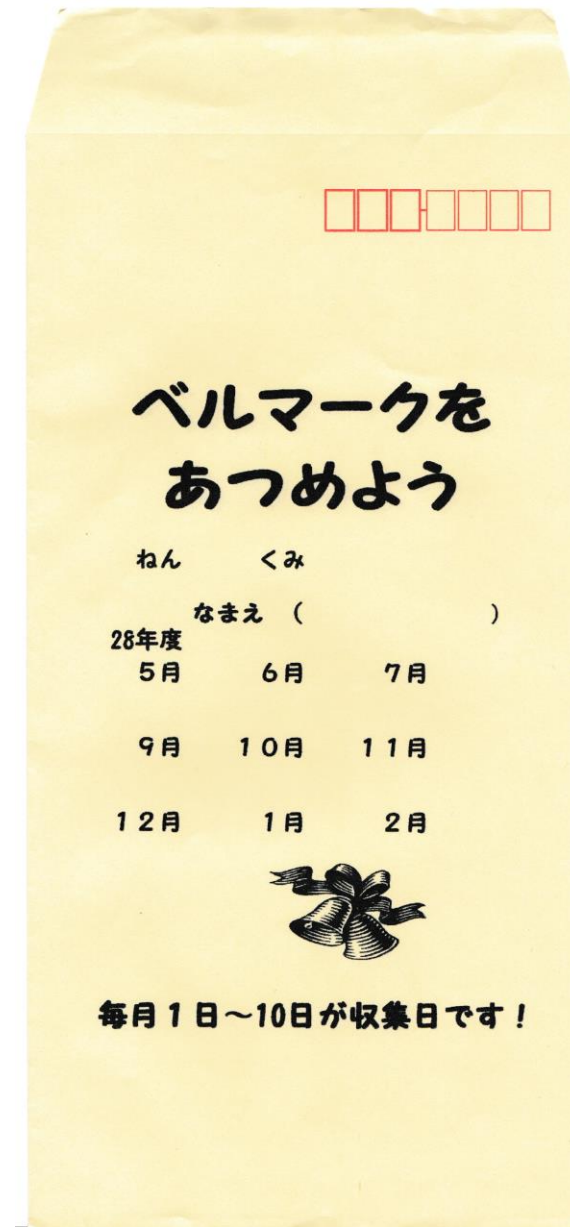 ベルマークを
あつめよう
ねん　　くみ
なまえ（　　　　　　）
28年度
５月　　６月　　７月
９月　　１０月　　１１月
１２月　　１月　　２月
毎月１日～10日が収集日です！